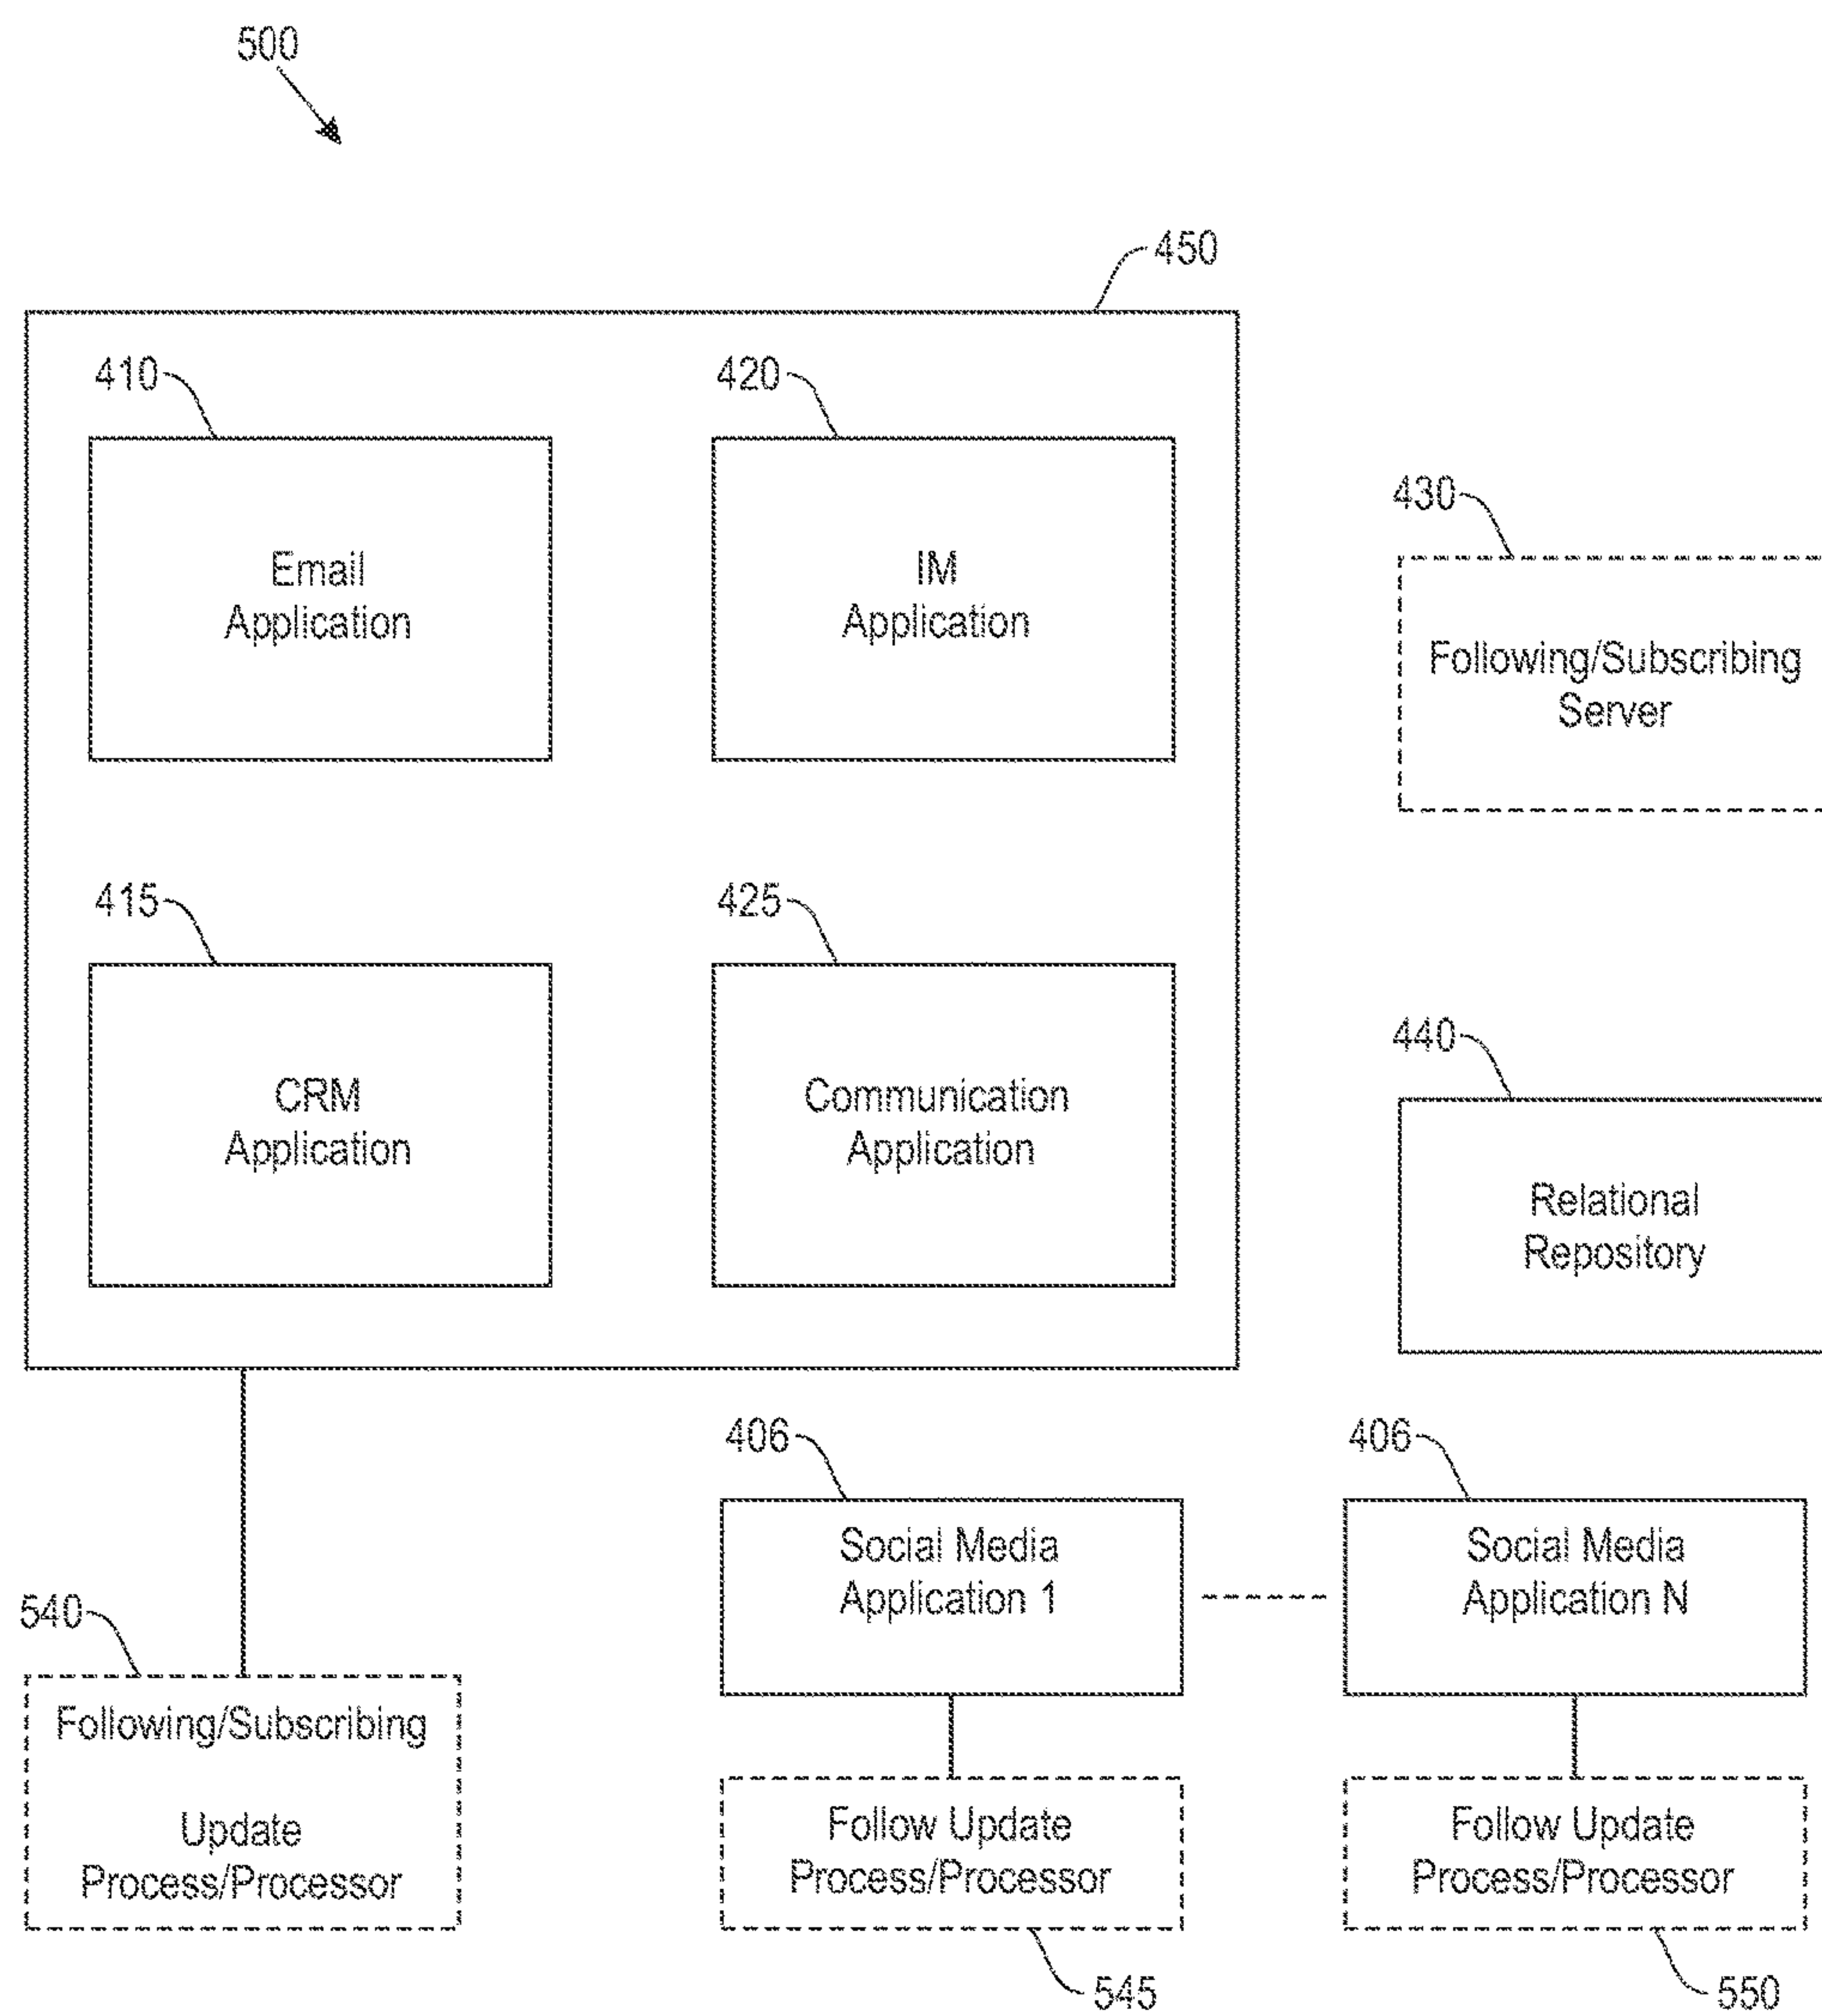 500
450
410
420
Email
Application
IM
Application
430
Following/Subscribing
Server
415
425
CRM
Application
Communication
Application
440
Relational
Repository
406
406
Social Media
Application 1
Social Media
Application N
540
Following/Subscribing
Update
Process/Processor
Follow Update
Process/Processor
Follow Update
Process/Processor
545
550